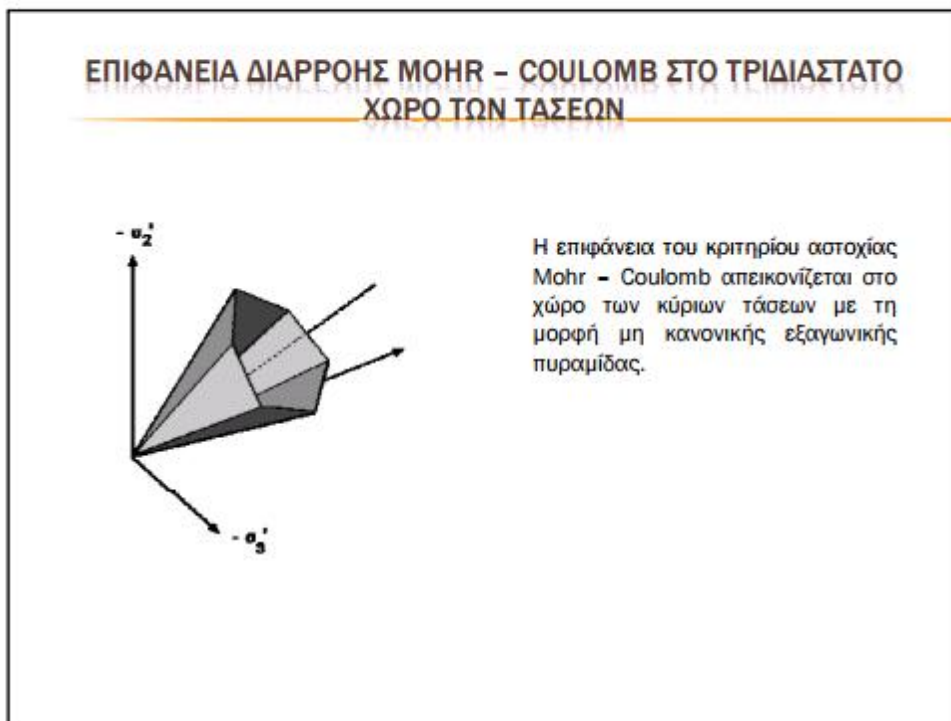 ΕΠΙΦΑΝΕΙΑ ΔΙΑΡΡΟΗΣ MOHR – COULOMB ΣΤΟ ΤΡΙΔΙΑΣΤΑΤΟ
ΧΩΡΟ ΤΩΝ ΤΑΣΕΩΝ
- σ₂'
Η επιφάνεια του κριτηρίου αστοχίας
Mohr – Coulomb απεικονίζεται στο
χώρο των κύριων τάσεων με τη
μορφή μη κανονικής εξαγωνικής
πυραμίδας.
- σ₃'